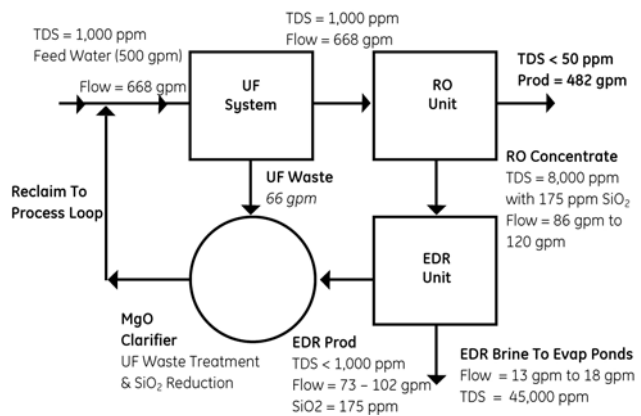 TDS = 1,000 ppm
Feed Water (500 gpm)
Flow = 668 gpm
UF
System
TDS = 1,000 ppm
Flow = 668 gpm
RO
Unit
TDS < 50 ppm
Prod = 482 gpm
UF Waste
66 gpm
RO Concentrate
TDS = 8,000 ppm
with 175 ppm SiO₂
Flow = 86 gpm to
120 gpm
Reclaim To
Process Loop
EDR
Unit
MgO
Clarifier
UF Waste Treatment
& SiO₂ Reduction
EDR Prod
TDS < 1,000 ppm
Flow = 73 – 102 gpm
SiO2 = 175 ppm
EDR Brine To Evap Ponds
Flow = 13 gpm to 18 gpm
TDS = 45,000 ppm